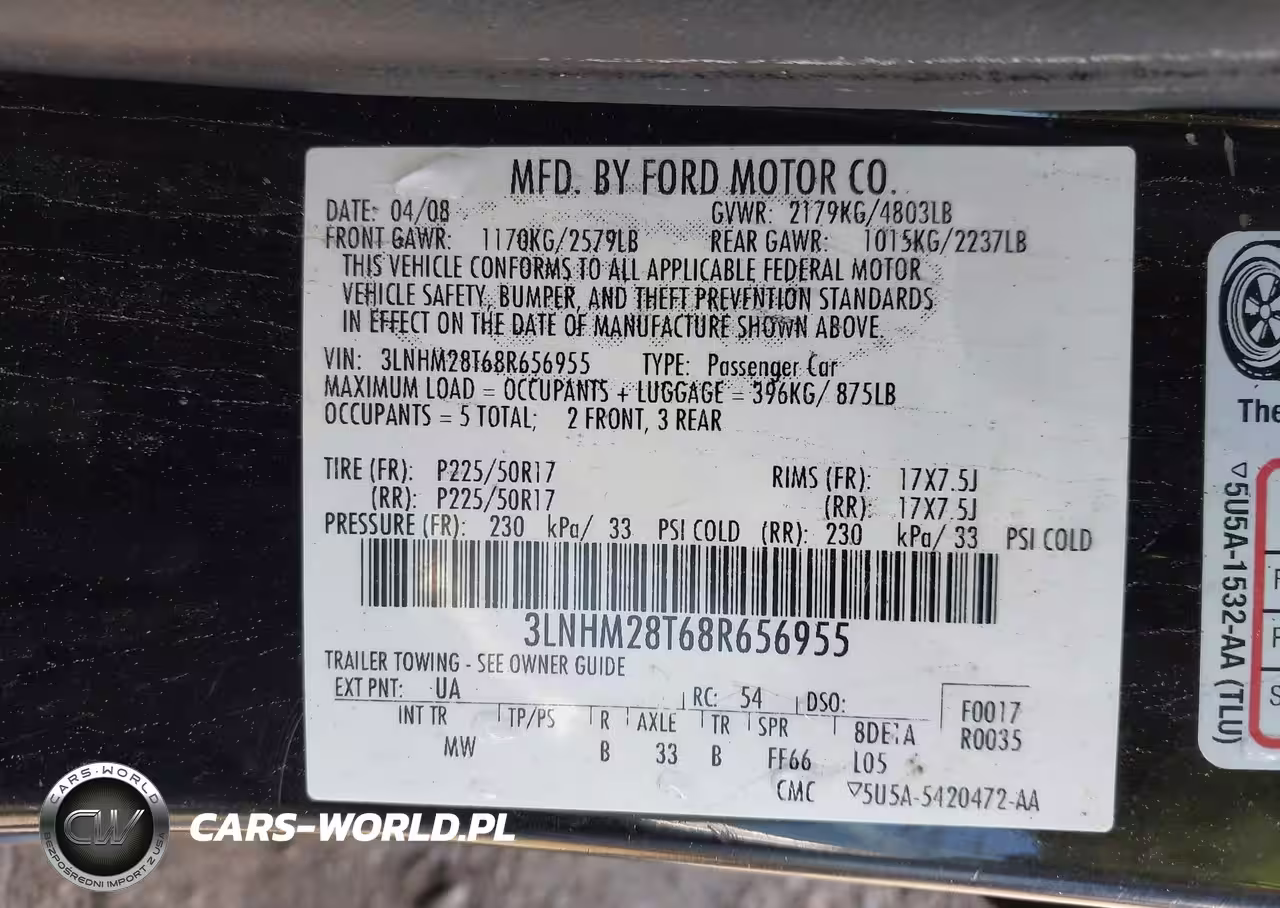 MFD. BY FORD MOTOR CO.
DATE: 04/08 GVWR: 2179KG/4803LB
FRONT GAWR: 1170KG/2579LB REAR GAWR: 1015KG/2237LB
THIS VEHICLE CONFORMS TO ALL APPLICABLE FEDERAL MOTOR
VEHICLE SAFETY, BUMPER, AND THEFT PREVENTION STANDARDS
IN EFFECT ON THE DATE OF MANUFACTURE SHOWN ABOVE.
VIN: 3LNHM28T68R656955 TYPE: Passenger Car
MAXIMUM LOAD = OCCUPANTS + LUGGAGE = 396KG/ 875LB
OCCUPANTS = 5 TOTAL; 2 FRONT, 3 REAR
TIRE (FR): P225/50R17 RIMS (FR): 17X7.5J
(RR): P225/50R17 (RR): 17X7.5J
PRESSURE (FR): 230 kPa/ 33 PSI COLD (RR): 230 kPa/ 33 PSI COLD
3LNHM28T68R656955
TRAILER TOWING - SEE OWNER GUIDE
EXT PNT: UA RC: 54 DSO: F0017
INT TR TP/PS R AXLE TR SPR 8DE1A R0035
MW B 33 B FF66 L05
CMC ▽5U5A-5420472-AA
The
▽5U5A-1532-AA (TLU)
F
F
S
CARS-WORLD
CW
BEZPOŚREDNI IMPORT Z USA
CARS-WORLD.PL